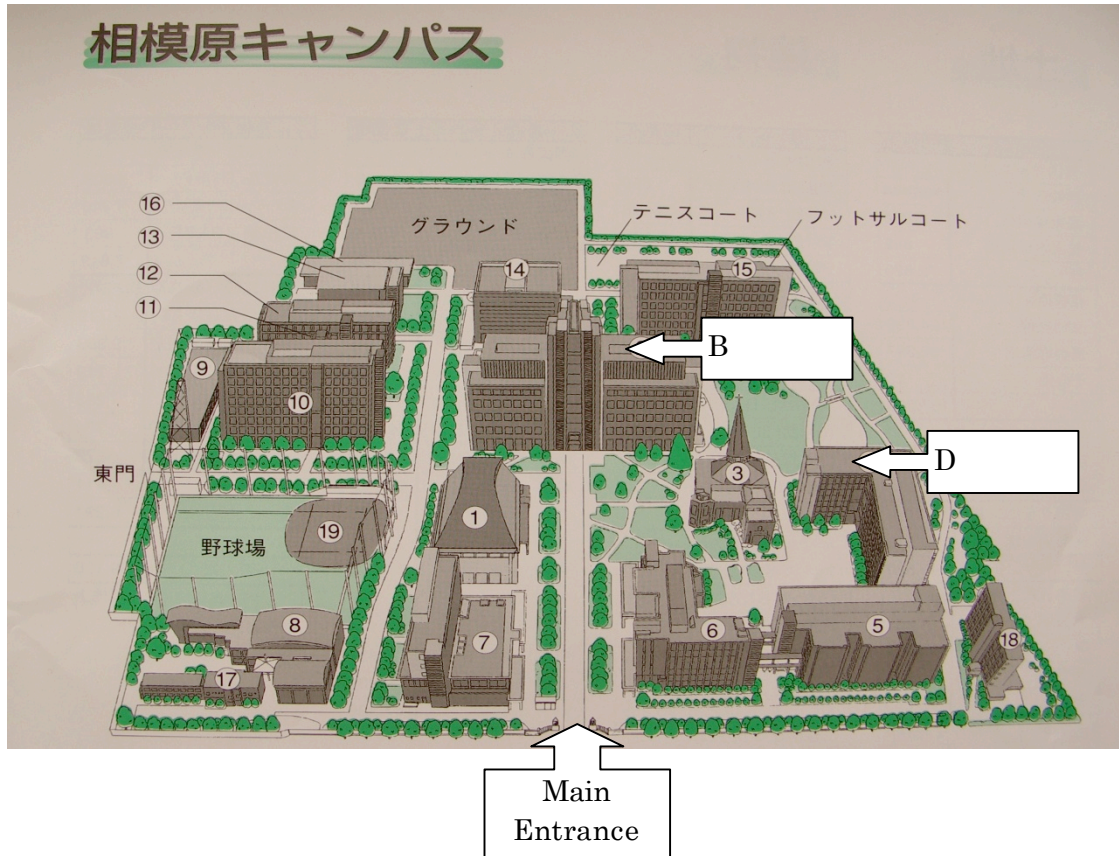 相模原キャンパス
⑯
⑬
⑫
⑪
グラウンド
テニスコート
フットサルコート
⑭
⑮
B
⑨
⑩
東門
③
D
①
⑲
野球場
⑧
⑦
⑥
⑤
⑱
⑰
Main
Entrance